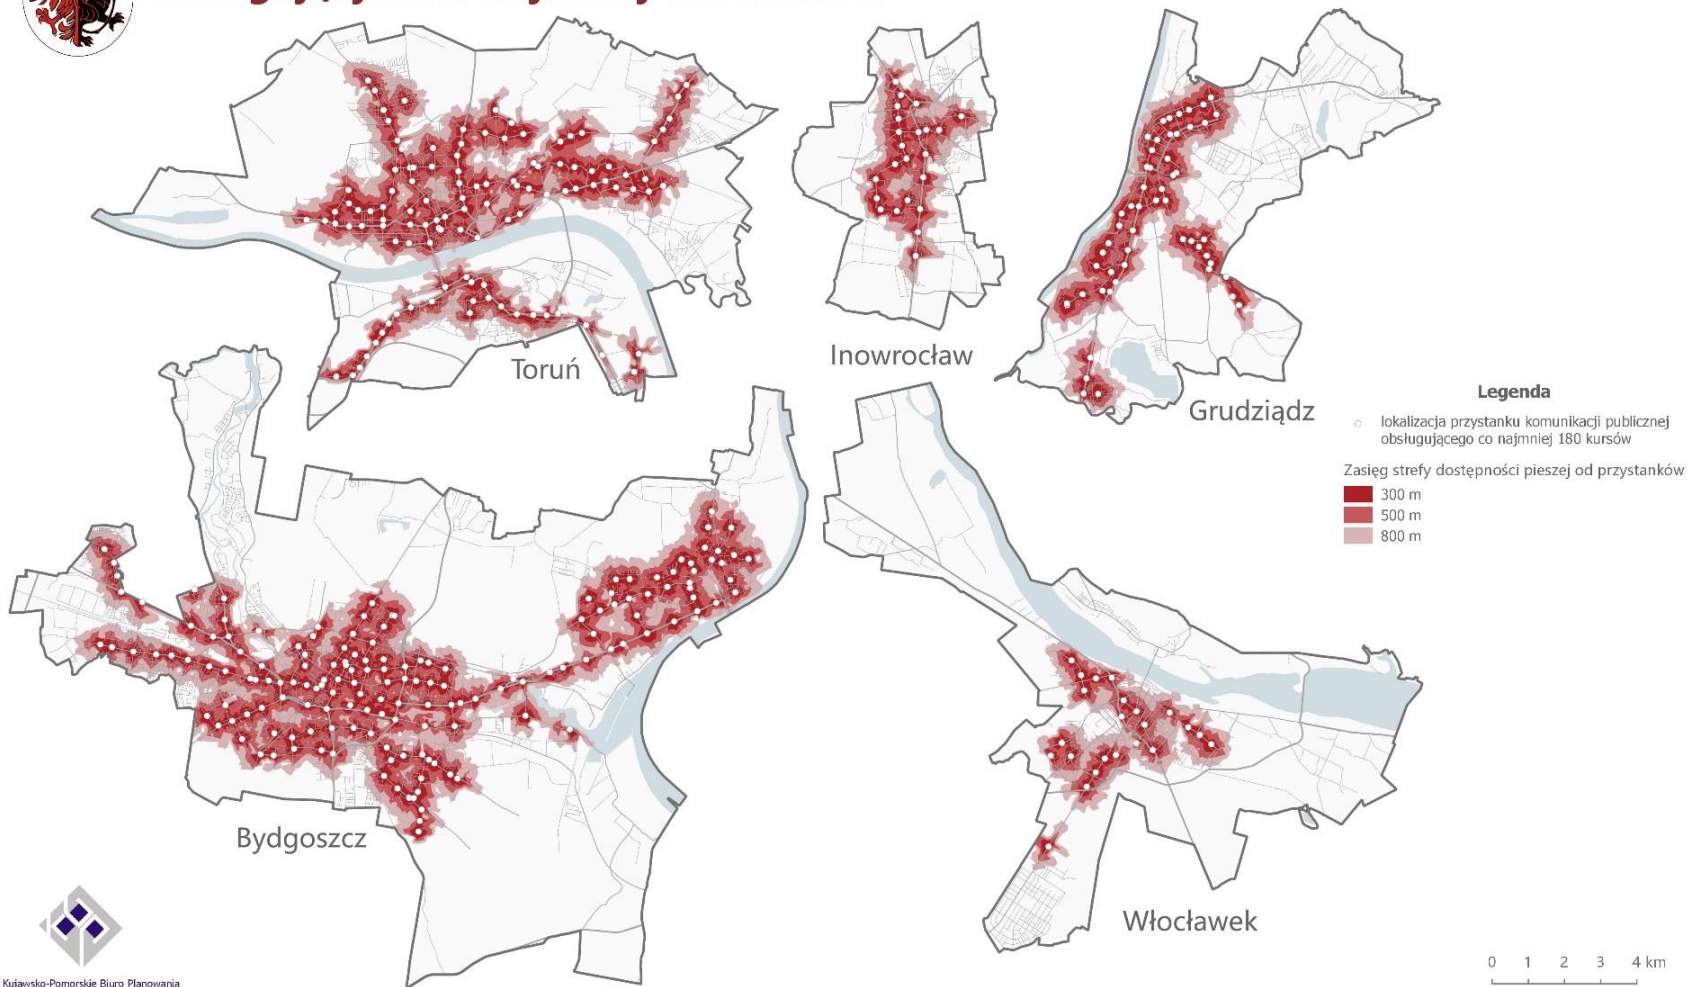 Toruń
Inowrocław
Grudziądz
Legenda
lokalizacja przystanku komunikacji publicznej
obsługującego co najmniej 180 kursów
Zasięg strefy dostępności pieszej od przystanków
300 m
500 m
800 m
Bydgoszcz
Włocławek
0 1 2 3 4 km
Kujawsko-Pomorskie Biuro Planowania